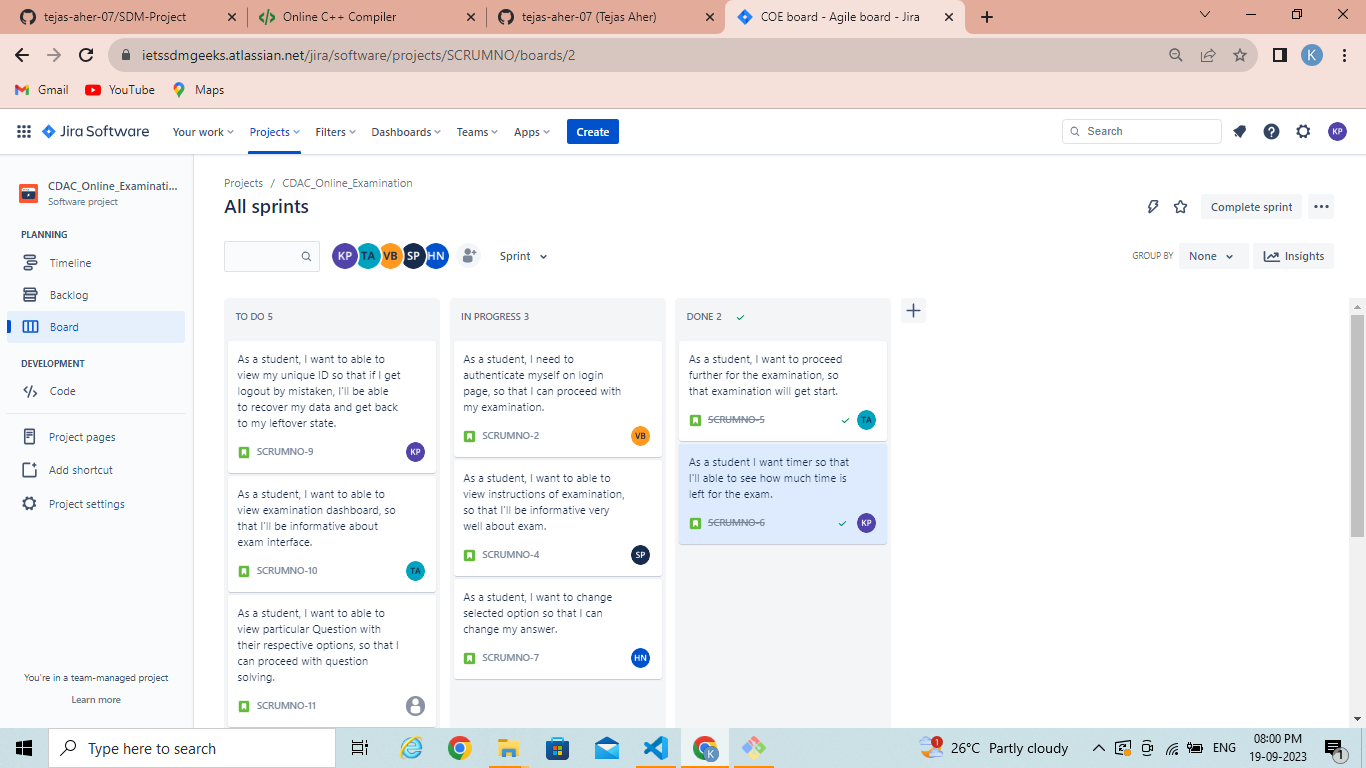 tejas-aher-07/SDM-Project
Online C++ Compiler
tejas-aher-07 (Tejas Aher)
COE board - Agile board - Jira
ietssdmgeeks.atlassian.net/jira/software/projects/SCRUMNO/boards/2
K
Gmail
YouTube
Maps
Jira Software
Your work
Projects
Filters
Dashboards
Teams
Apps
Create
Search
KP
CDAC_Online_Examinati...
Software project
PLANNING
Timeline
Backlog
Board
DEVELOPMENT
Code
Project pages
Add shortcut
Project settings
You're in a team-managed project
Learn more
Projects / CDAC_Online_Examination
All sprints
Complete sprint
KP TA VB SP HN
Sprint
GROUP BY
None
Insights
TO DO 5
As a student, I want to able to
view my unique ID so that if I get
logout by mistaken, I'll be able
to recover my data and get back
to my leftover state.
SCRUMNO-9
KP
As a student, I want to able to
view examination dashboard, so
that I'll be informative about
exam interface.
SCRUMNO-10
TA
As a student, I want to able to
view particular Question with
their respective options, so that I
can proceed with question
solving.
SCRUMNO-11
IN PROGRESS 3
As a student, I need to
authenticate myself on login
page, so that I can proceed with
my examination.
SCRUMNO-2
VB
As a student, I want to able to
view instructions of examination,
so that I'll be informative very
well about exam.
SCRUMNO-4
SP
As a student, I want to change
selected option so that I can
change my answer.
SCRUMNO-7
HN
DONE 2
As a student, I want to proceed
further for the examination, so
that examination will get start.
SCRUMNO-5
TA
As a student I want timer so that
I'll able to see how much time is
left for the exam.
SCRUMNO-6
KP
Type here to search
K
1
26°C Partly cloudy
ENG
08:00 PM
19-09-2023
1